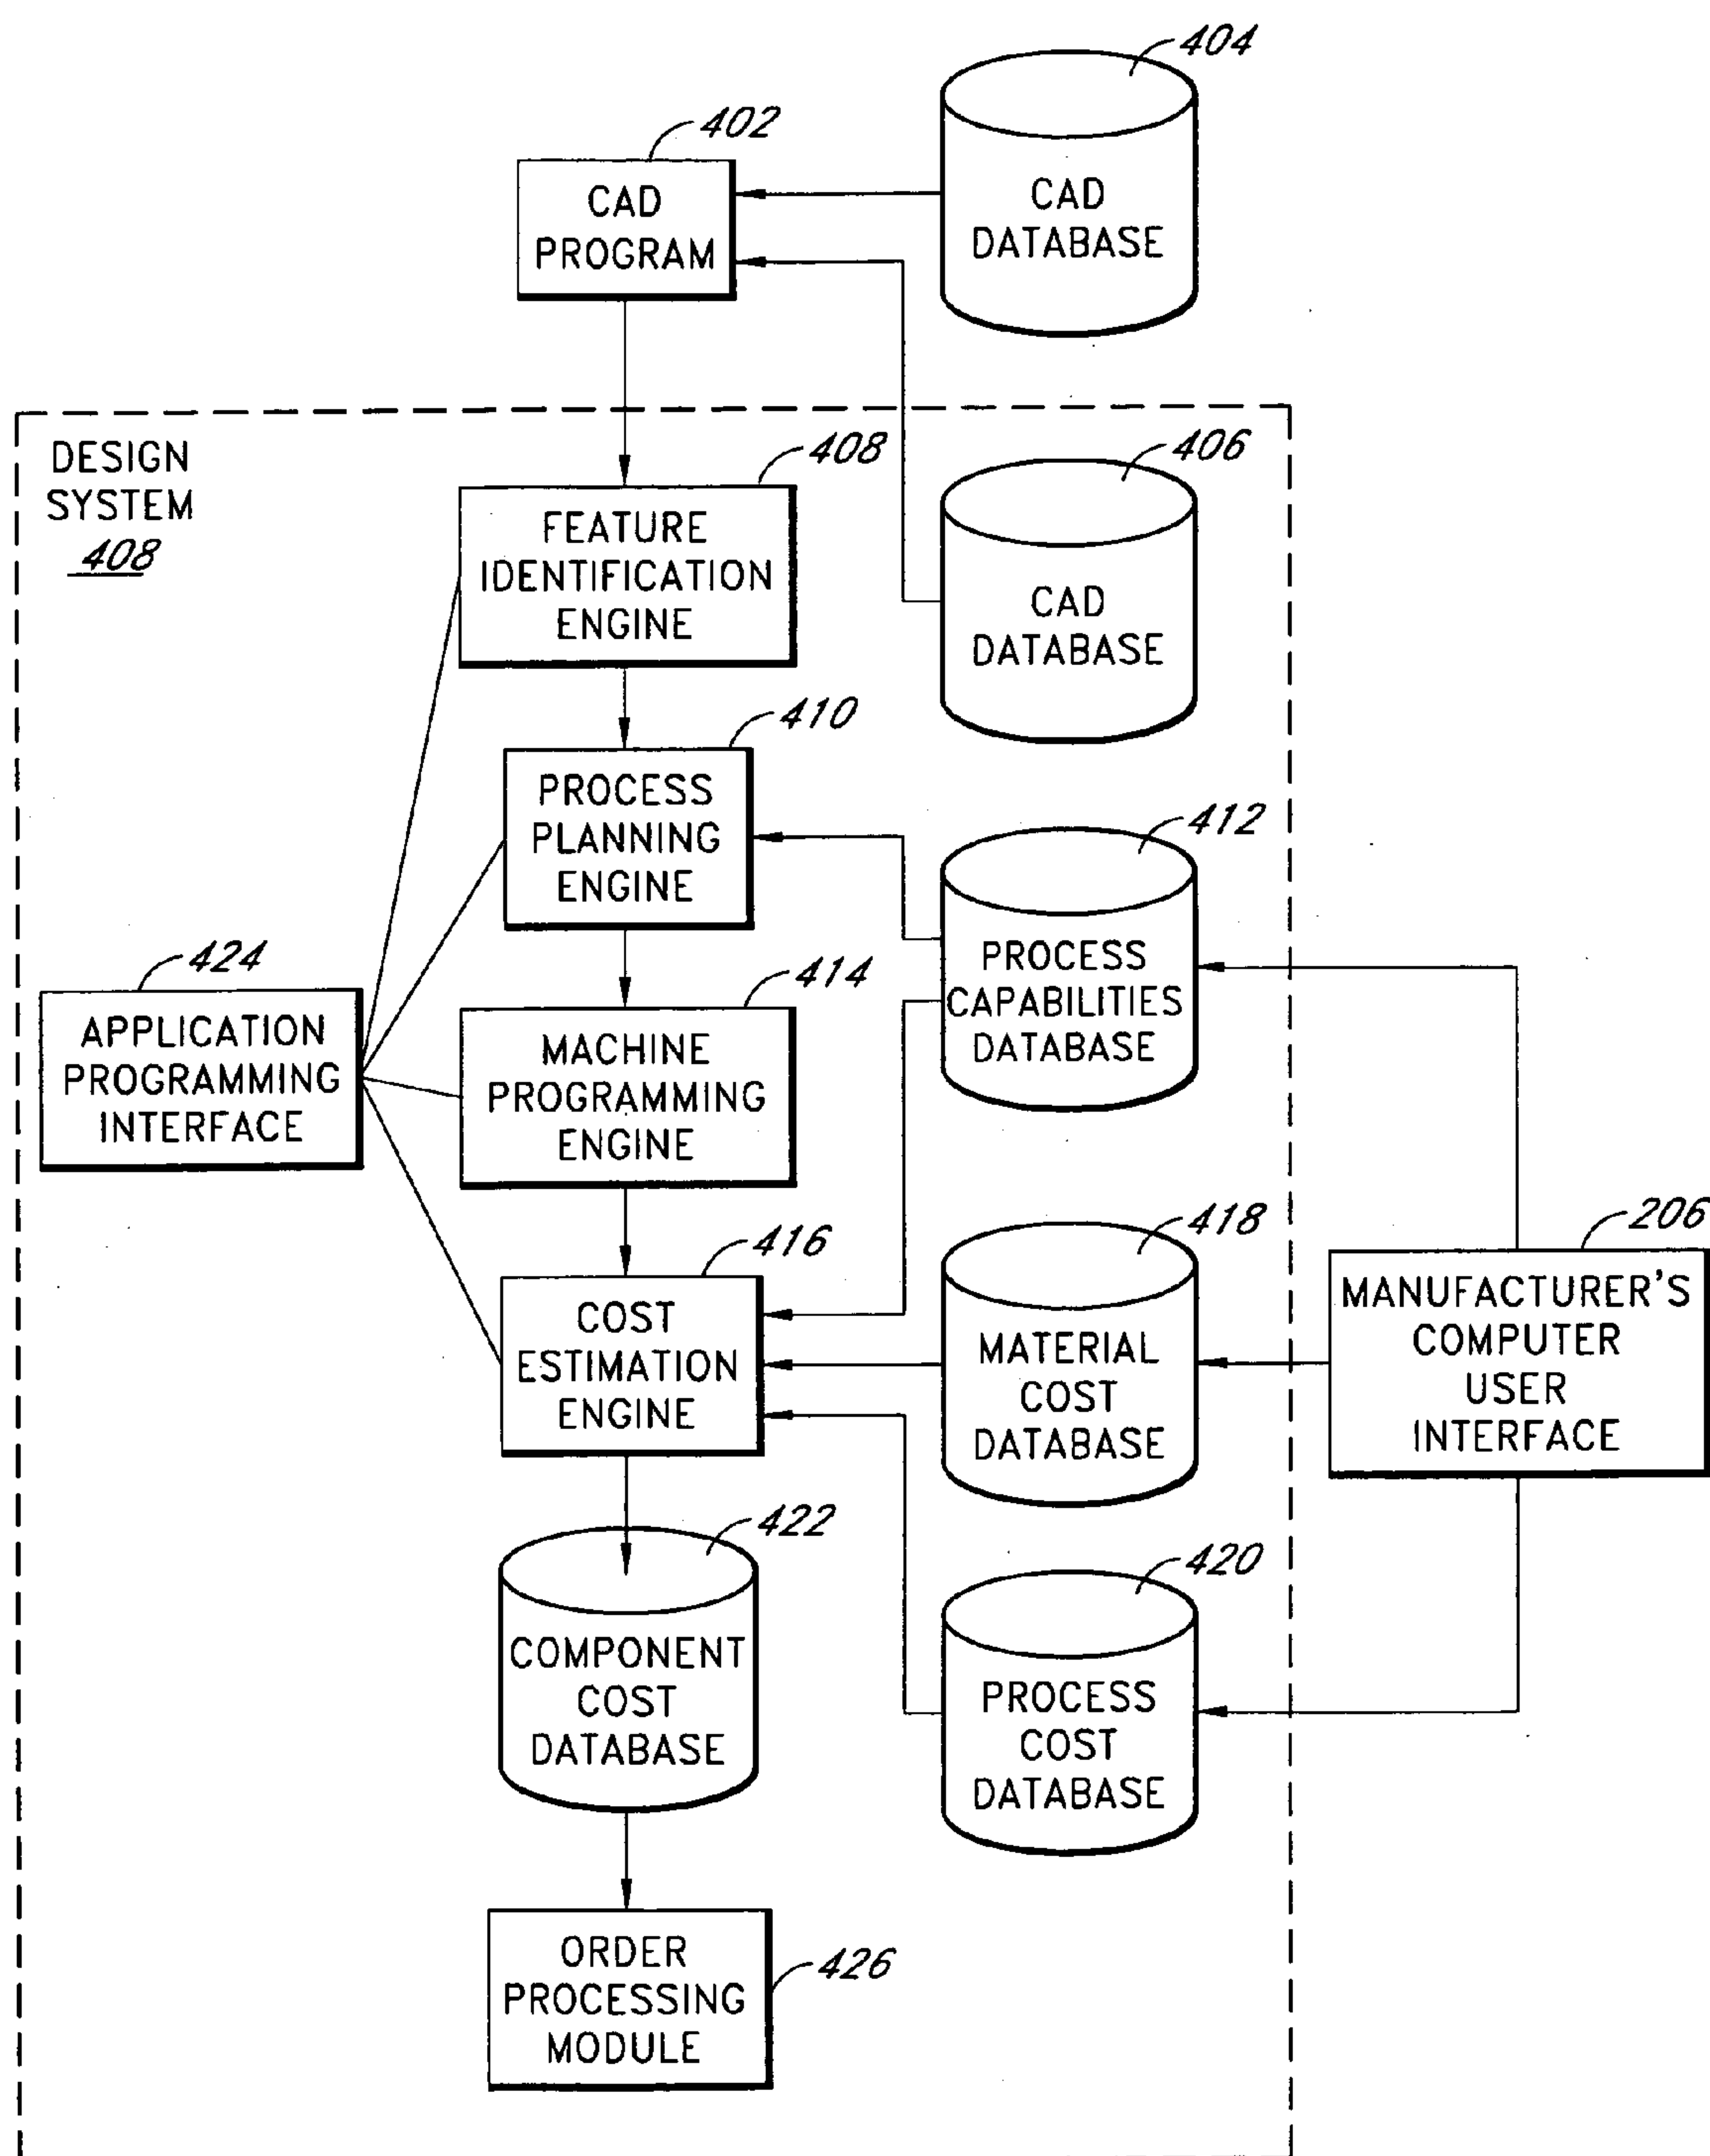 404
402
CAD
PROGRAM
CAD
DATABASE
DESIGN
SYSTEM
408
408
FEATURE
IDENTIFICATION
ENGINE
406
CAD
DATABASE
410
PROCESS
PLANNING
ENGINE
412
PROCESS
CAPABILITIES
DATABASE
424
APPLICATION
PROGRAMMING
INTERFACE
414
MACHINE
PROGRAMMING
ENGINE
416
COST
ESTIMATION
ENGINE
418
MATERIAL
COST
DATABASE
206
MANUFACTURER'S
COMPUTER
USER
INTERFACE
422
COMPONENT
COST
DATABASE
420
PROCESS
COST
DATABASE
426
ORDER
PROCESSING
MODULE